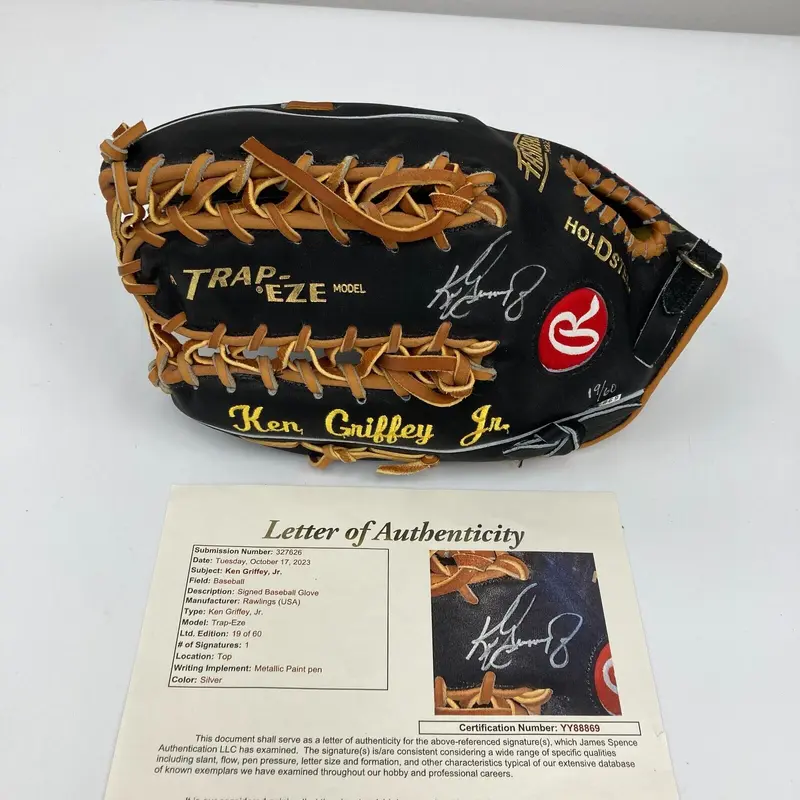 TRAP-
®EZE MODEL
HOLDSTER
R
19/60
Ken Griffey Jr.
Letter of Authenticity
Submission Number: 327626
Date: Tuesday, October 17, 2023
Subject: Ken Griffey, Jr.
Field: Baseball
Description: Signed Baseball Glove
Manufacturer: Rawlings (USA)
Type: Ken Griffey, Jr.
Model: Trap-Eze
Ltd. Edition: 19 of 60
# of Signatures: 1
Location: Top
Writing Implement: Metallic Paint pen
Color: Silver
Certification Number: YY88869
This document shall serve as a letter of authenticity for the above-referenced signature(s), which James Spence
Authentication LLC has examined. The signature(s) is/are consistent considering a wide range of specific qualities
including slant, flow, pen pressure, letter size and formation, and other characteristics typical of our extensive database
of known exemplars we have examined throughout our hobby and professional careers.